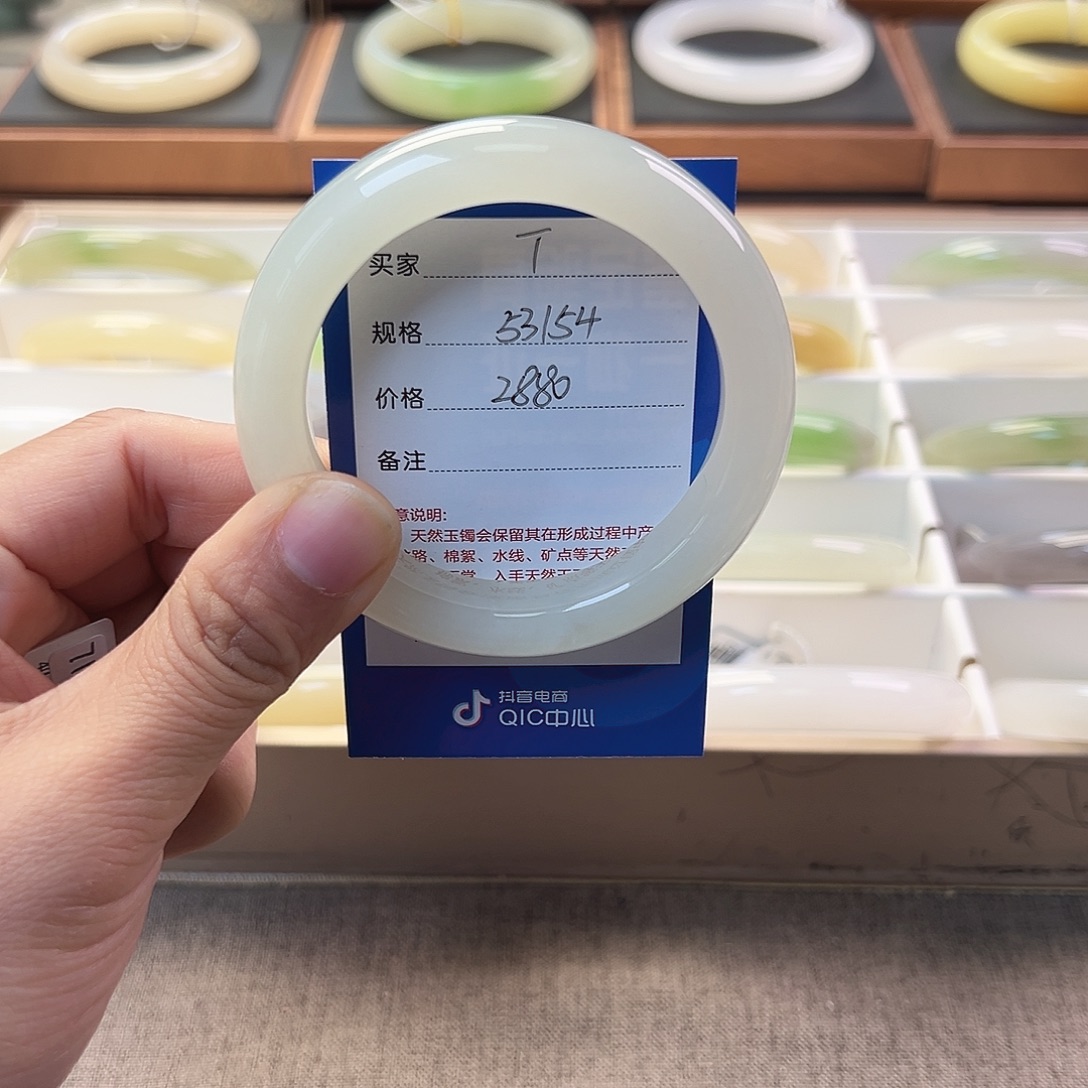 买家 T
规格 53154
价格 2880
备注
意说明:
天然玉镯会保留其在形成过程中产
路、棉絮、水线、矿点等天然
入手天然玉
抖音电商
QIC中心